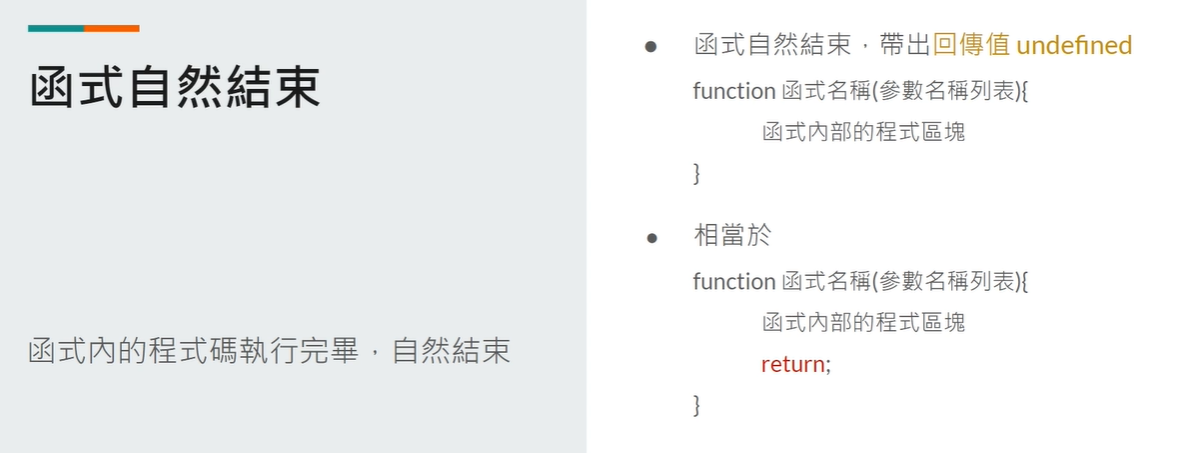 函式自然結束
函式內的程式碼執行完畢，自然結束
● 函式自然結束，帶出回傳值 undefined
function 函式名稱(參數名稱列表){
函式內部的程式區塊
}
● 相當於
function 函式名稱(參數名稱列表){
函式內部的程式區塊
return;
}